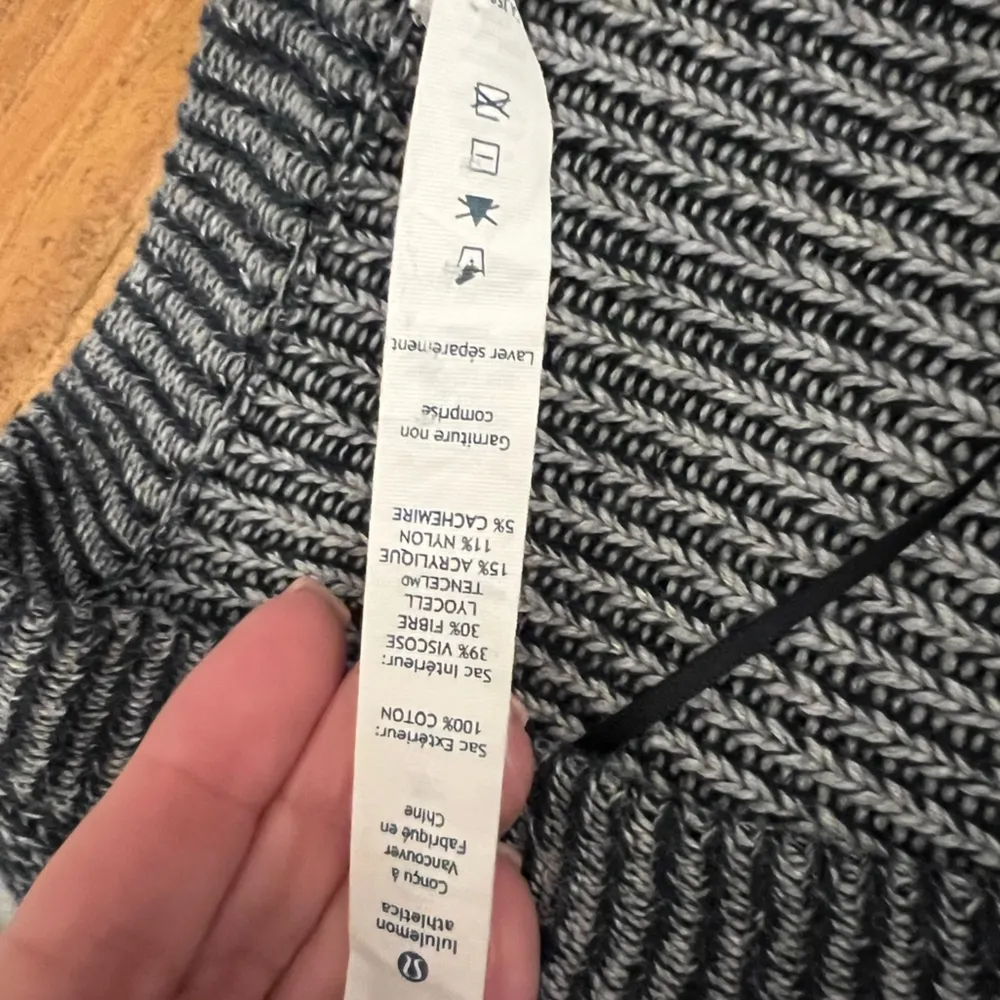 lululemon
athletica
Conçu à
Vancouver
Fabriqué en
Chine
Sac Extérieur:
100% COTON
Sac Intérieur:
39% VISCOSE
30% FIBRE
LYOCELL
TENCELMD
15% ACRYLIQUE
11% NYLON
5% CACHEMIRE
Garniture non
comprise
Laver séparément